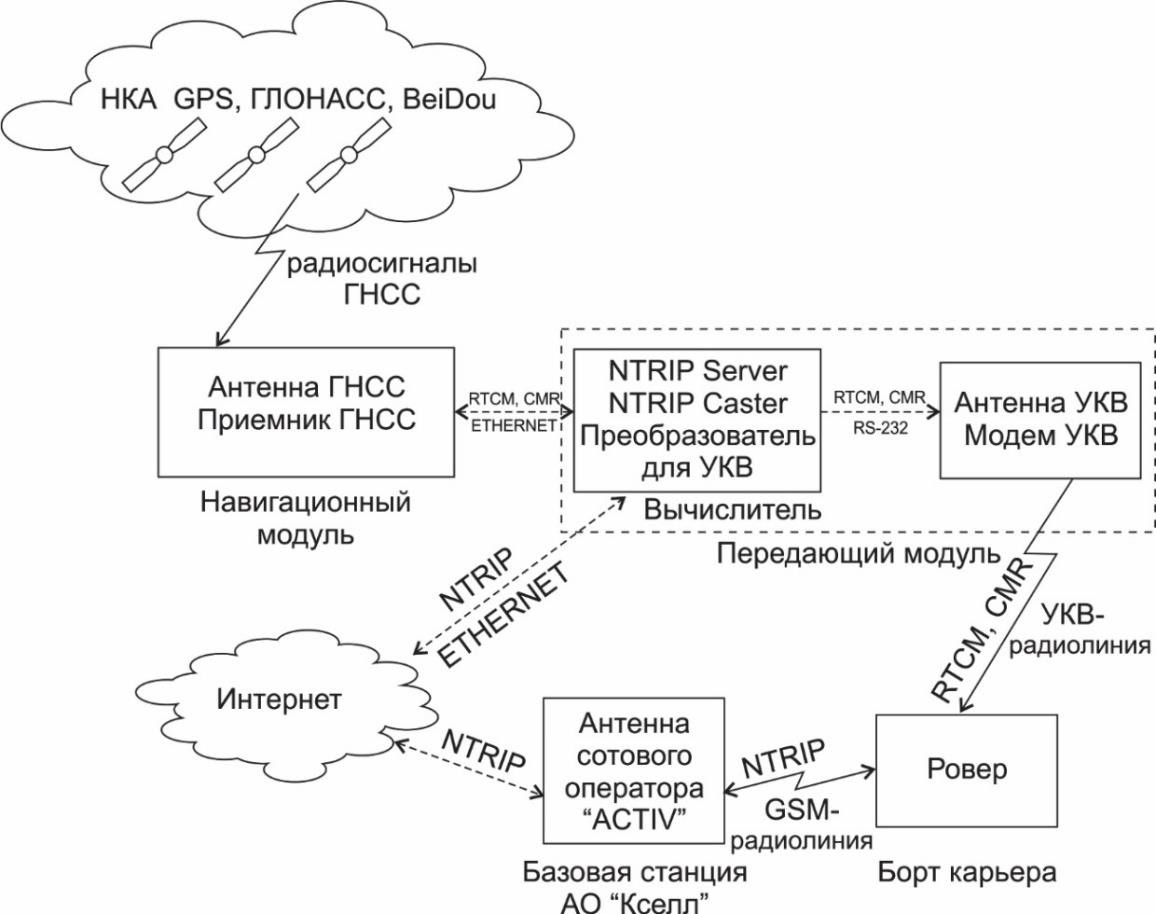 НКА GPS, ГЛОНАСС, BeiDou
радиосигналы
ГНСС
Антенна ГНСС
Приемник ГНСС
Навигационный
модуль
RTCM, CMR
ETHERNET
NTRIP Server
NTRIP Caster
Преобразователь
для УКВ
Вычислитель
RTCM, CMR
RS-232
Антенна УКВ
Модем УКВ
Передающий модуль
NTRIP
ETHERNET
RTCM, CMR
УКВ-
радиолиния
Интернет
NTRIP
Антенна
сотового
оператора
“ACTIV”
Базовая станция
АО “Кселл”
NTRIP
GSM-
радиолиния
Ровер
Борт карьера